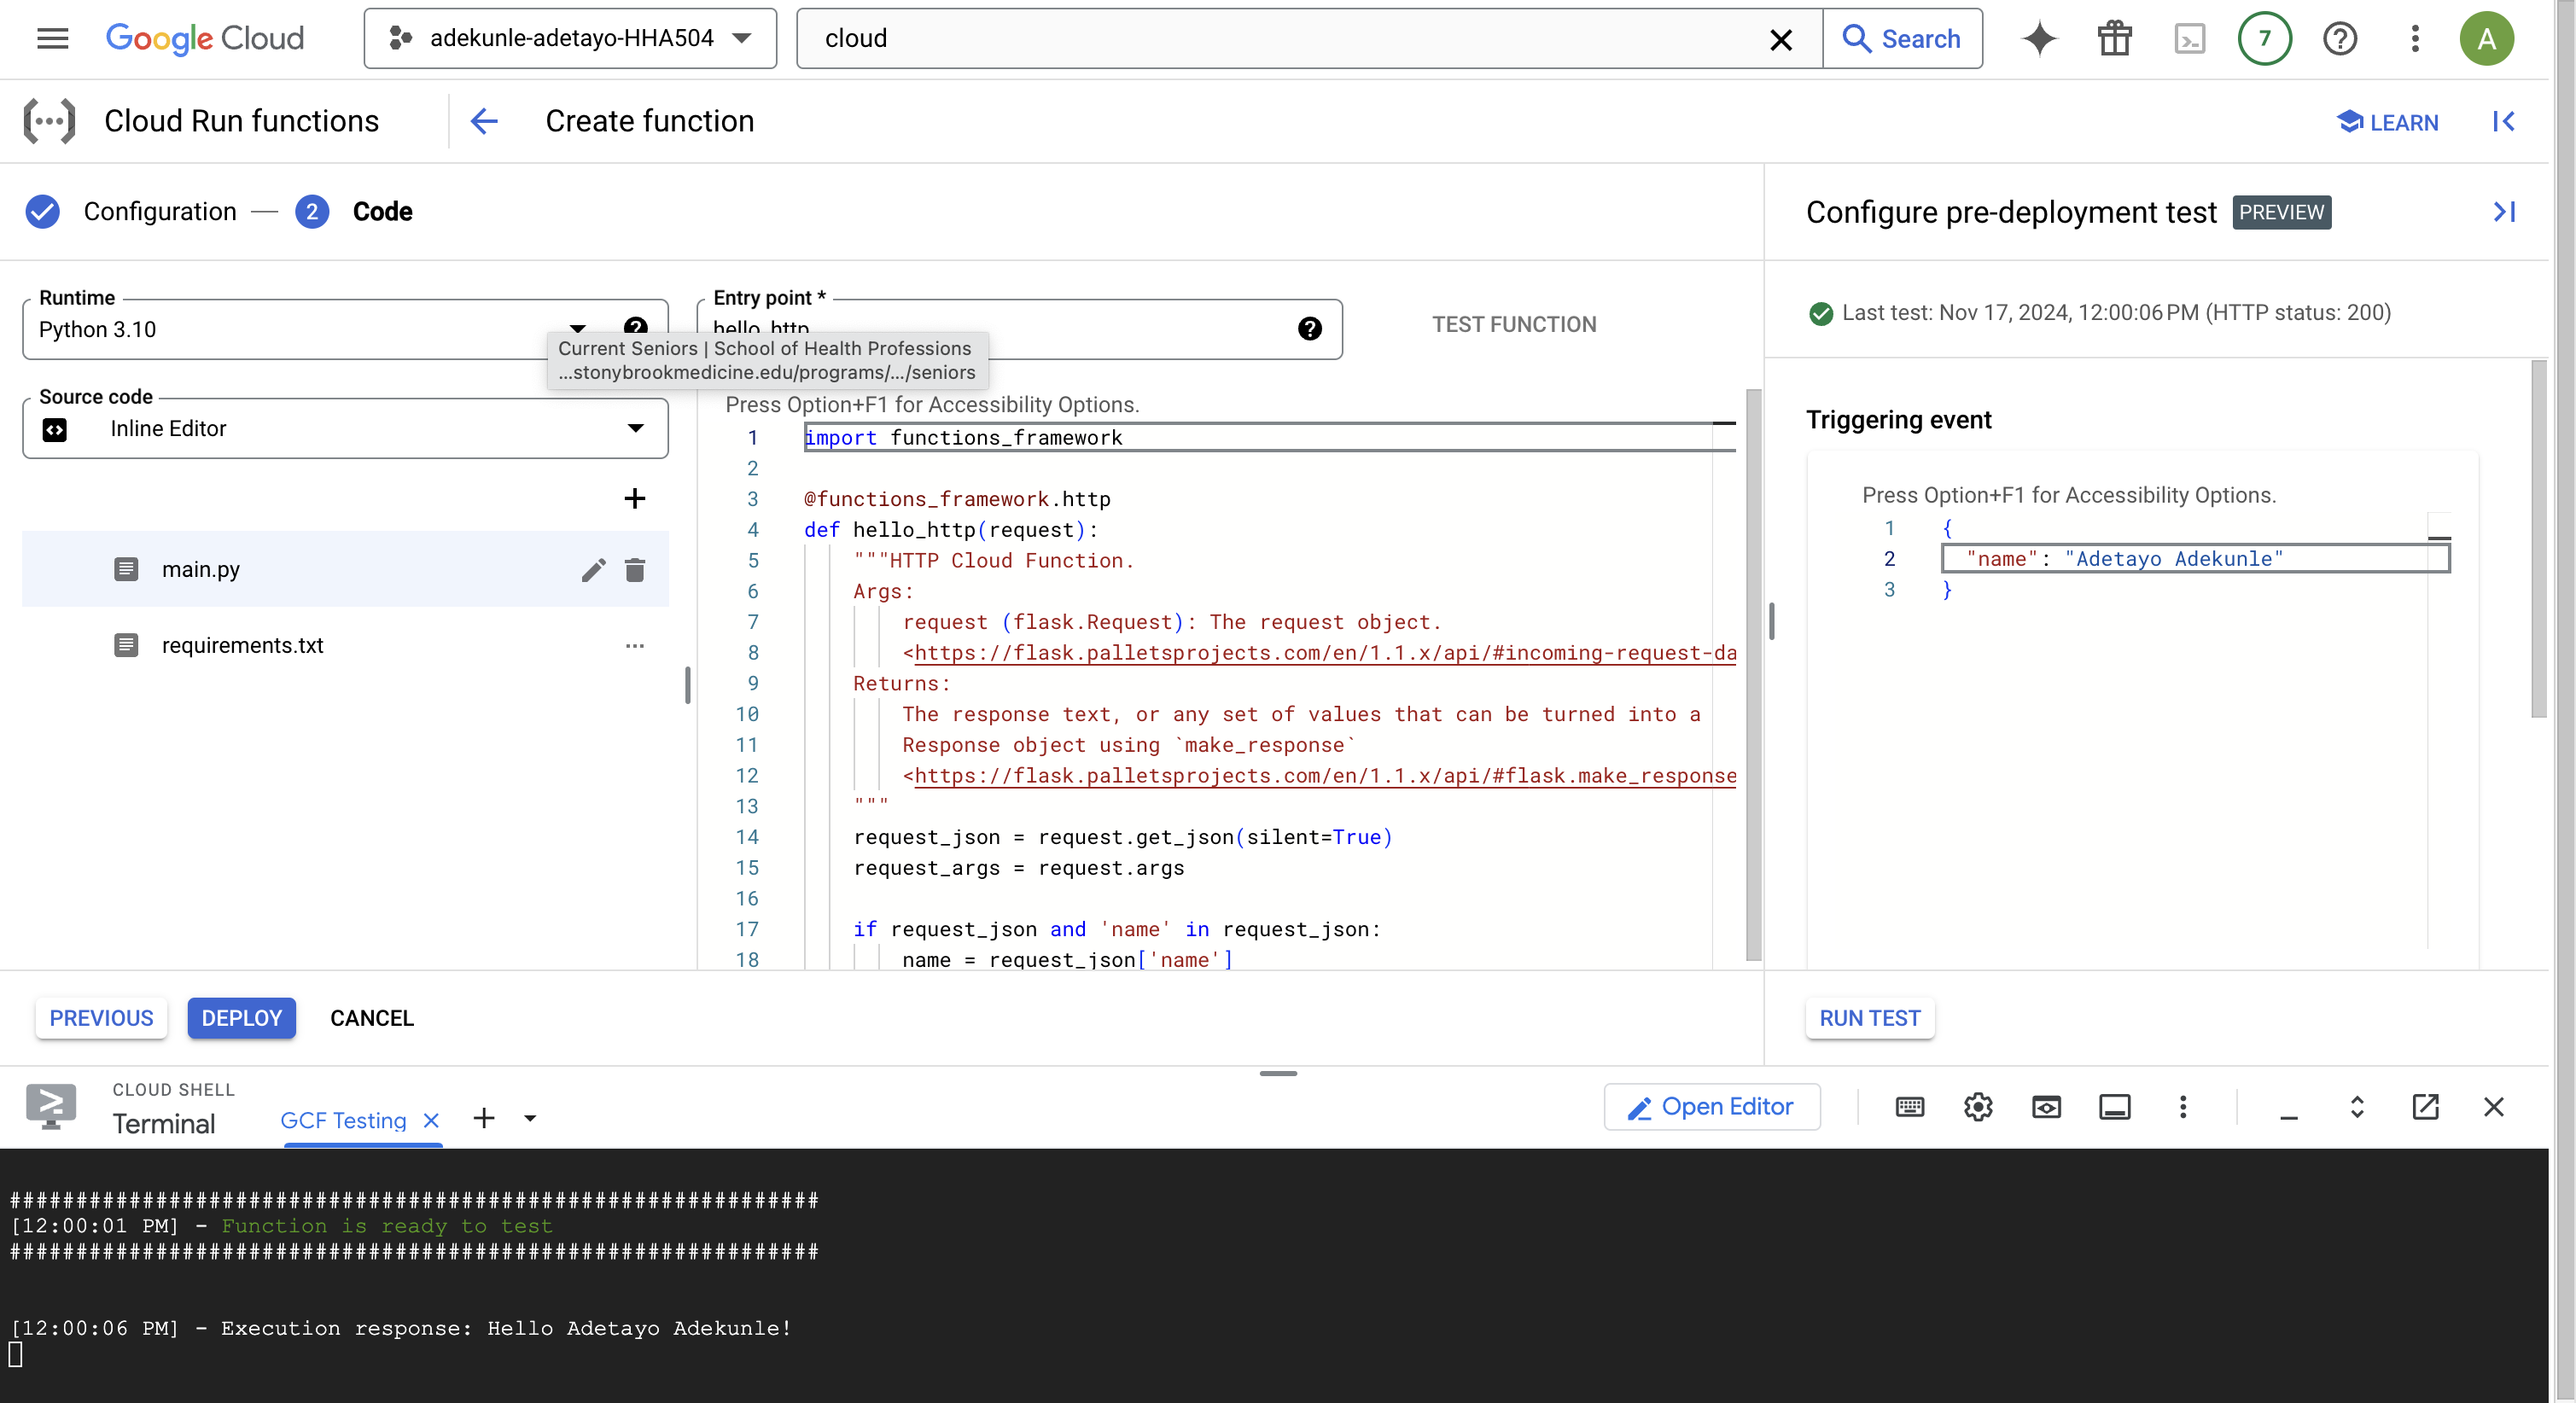 Google Cloud
adekunle-adetayo-HHA504
cloud
Search
7
A
Cloud Run functions
Create function
LEARN
Configuration
2
Code
Configure pre-deployment test
PREVIEW
Runtime
Python 3.10
Entry point *
hello_http
TEST FUNCTION
Last test: Nov 17, 2024, 12:00:06 PM (HTTP status: 200)
Current Seniors | School of Health Professions
...stonybrookmedicine.edu/programs/.../seniors
Source code
Inline Editor
main.py
requirements.txt
Press Option+F1 for Accessibility Options.
1 import functions_framework
2
3 @functions_framework.http
4 def hello_http(request):
5 """HTTP Cloud Function.
6 Args:
7 request (flask.Request): The request object.
8 <https://flask.palletsprojects.com/en/1.1.x/api/#incoming-request-da
9 Returns:
10 The response text, or any set of values that can be turned into a
11 Response object using `make_response`
12 <https://flask.palletsprojects.com/en/1.1.x/api/#flask.make_response
13 """
14 request_json = request.get_json(silent=True)
15 request_args = request.args
16
17 if request_json and 'name' in request_json:
18 name = request_json['name']
Triggering event
Press Option+F1 for Accessibility Options.
1 {
2 "name": "Adetayo Adekunle"
3 }
PREVIOUS
DEPLOY
CANCEL
RUN TEST
CLOUD SHELL
Terminal
GCF Testing
Open Editor
#############################################################
[12:00:01 PM] - Function is ready to test
#############################################################
[12:00:06 PM] - Execution response: Hello Adetayo Adekunle!